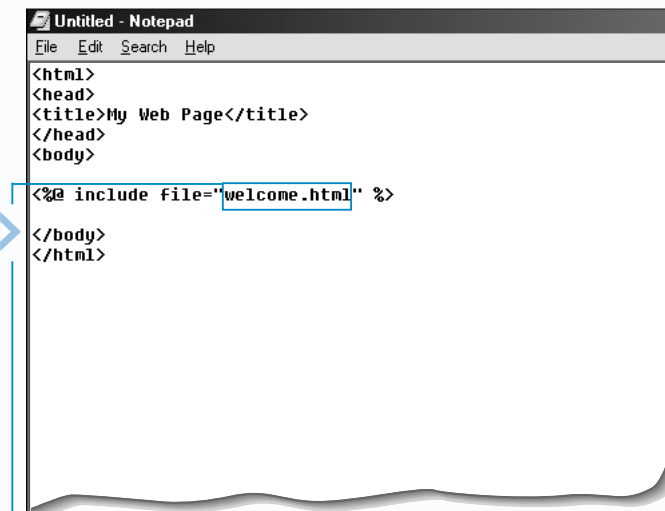 Untitled - Notepad
File Edit Search Help
<html>
<head>
<title>My Web Page</title>
</head>
<body>
<%@ include file="welcome.html" %>
</body>
</html>